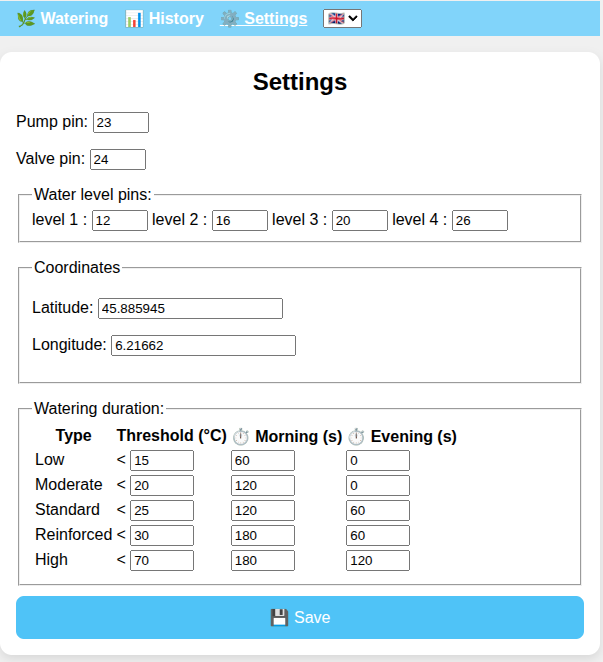 🌿 Watering 📊 History ⚙️ Settings 🇬🇧
Settings
Pump pin: 23
Valve pin: 24
Water level pins:
level 1 : 12 level 2 : 16 level 3 : 20 level 4 : 26
Coordinates
Latitude: 45.885945
Longitude: 6.21662
Watering duration:
Type Threshold (°C) ⏱️ Morning (s) ⏱️ Evening (s)
Low < 15 60 0
Moderate < 20 120 0
Standard < 25 120 60
Reinforced < 30 180 60
High < 70 180 120
💾 Save